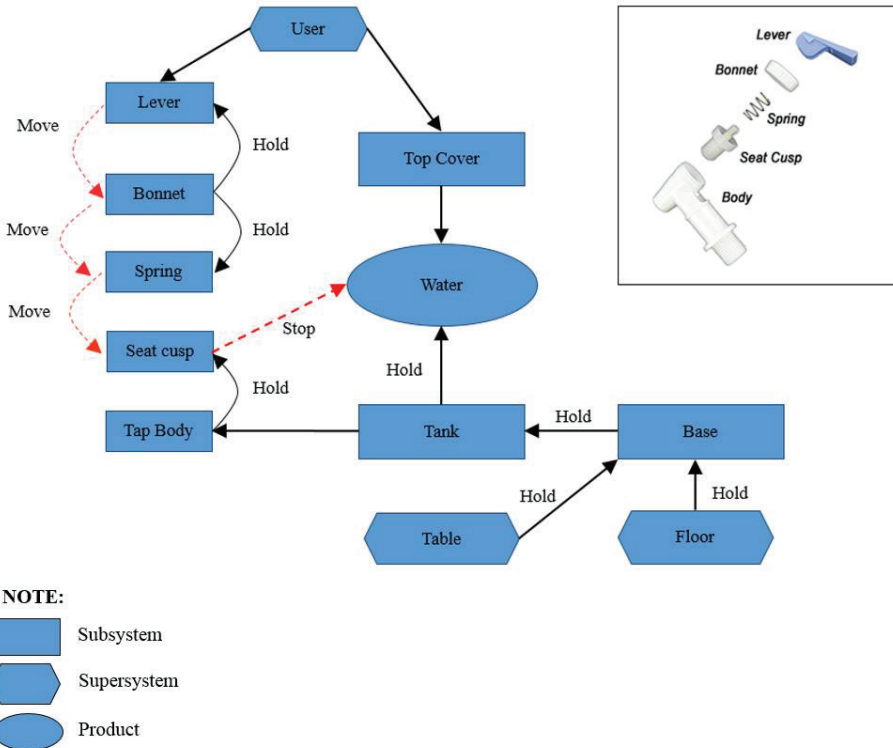 User
Lever
Move
Hold
Top Cover
Bonnet
Move
Hold
Spring
Water
Move
Stop
Seat cusp
Hold
Hold
Tap Body
Tank
Hold
Base
Hold
Hold
Table
Floor
Lever
Bonnet
Spring
Seat Cusp
Body
NOTE:
Subsystem
Supersystem
Product